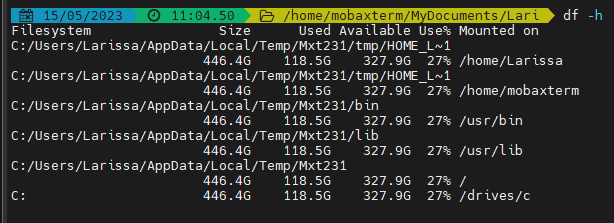 15/05/2023 11:04.50 /home/mobaxterm/MyDocuments/Lari df -h
Filesystem Size Used Available Use% Mounted on
C:/Users/Larissa/AppData/Local/Temp/Mxt231/tmp/HOME_L~1
446.4G 118.5G 327.9G 27% /home/Larissa
C:/Users/Larissa/AppData/Local/Temp/Mxt231/tmp/HOME_L~1
446.4G 118.5G 327.9G 27% /home/mobaxterm
C:/Users/Larissa/AppData/Local/Temp/Mxt231/bin
446.4G 118.5G 327.9G 27% /usr/bin
C:/Users/Larissa/AppData/Local/Temp/Mxt231/lib
446.4G 118.5G 327.9G 27% /usr/lib
C:/Users/Larissa/AppData/Local/Temp/Mxt231
446.4G 118.5G 327.9G 27% /
C: 446.4G 118.5G 327.9G 27% /drives/c